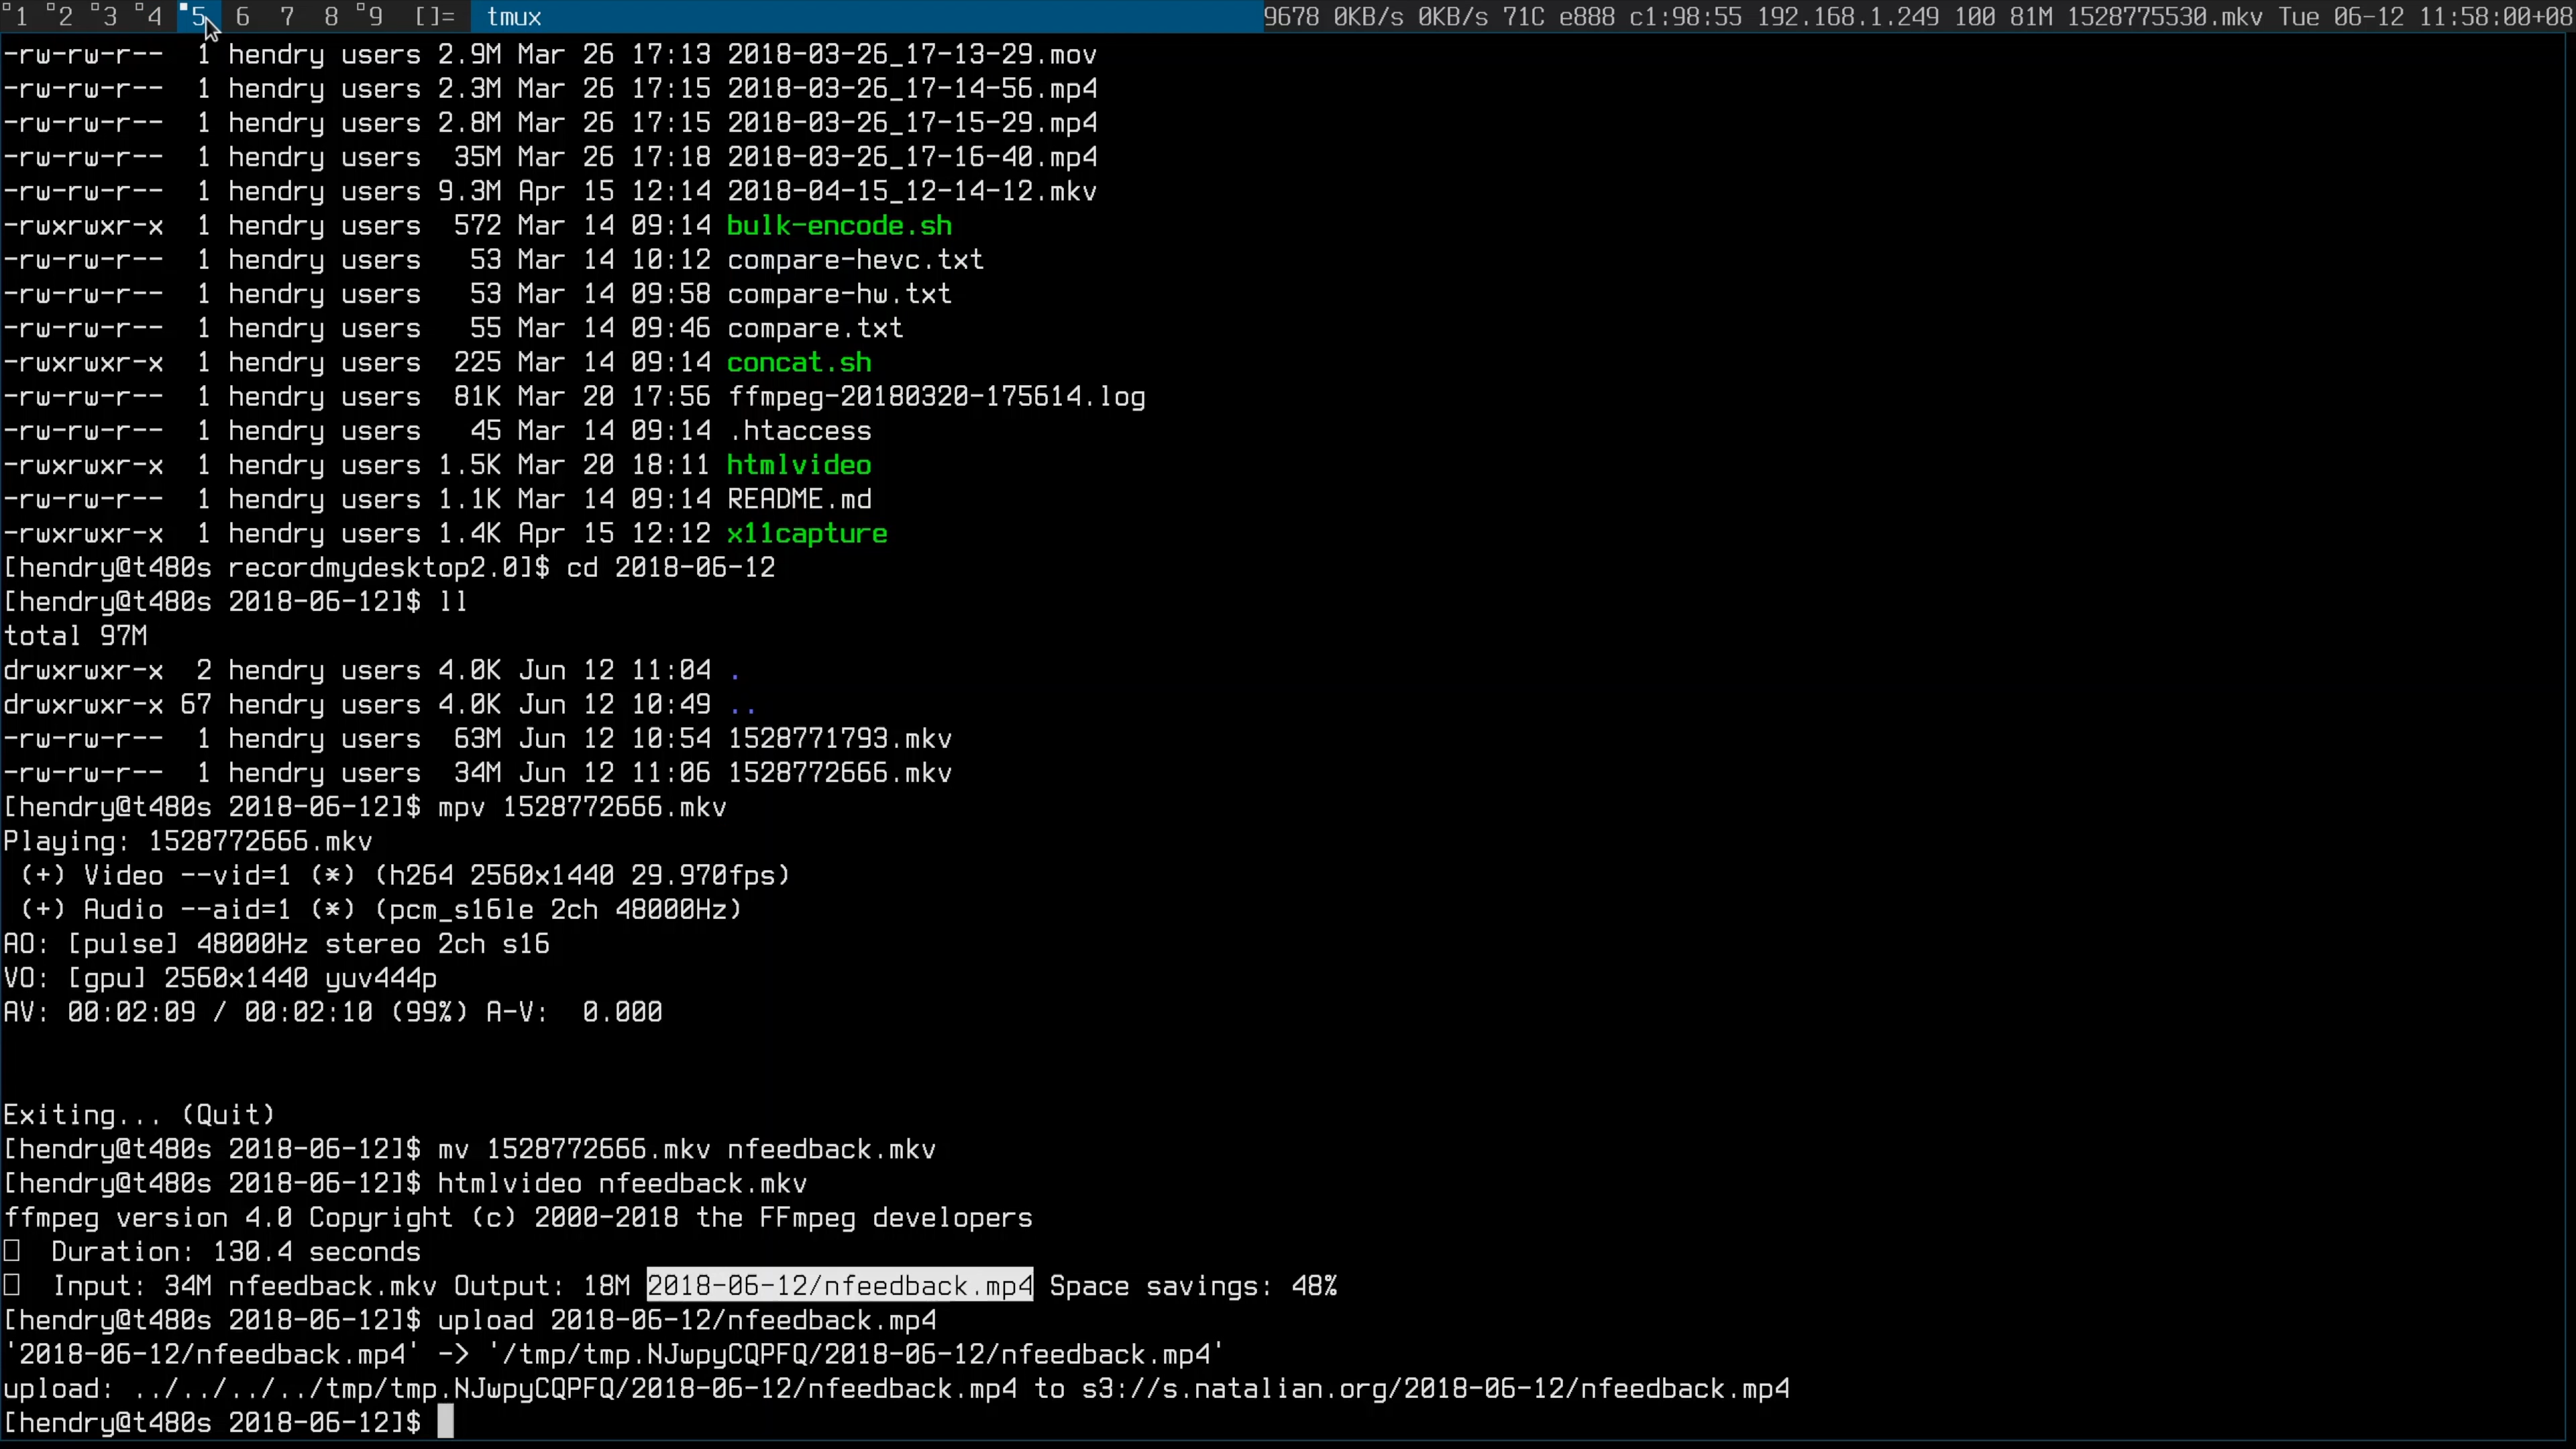 1 2 3 4 5 6 7 8 9 []= tmux 9678 0KB/s 0KB/s 71C e888 c1:98:55 192.168.1.249 100 81M 1528775530.mkv Tue 06-12 11:58:00+08
-rw-rw-r-- 1 hendry users 2.9M Mar 26 17:13 2018-03-26_17-13-29.mov
-rw-rw-r-- 1 hendry users 2.3M Mar 26 17:15 2018-03-26_17-14-56.mp4
-rw-rw-r-- 1 hendry users 2.8M Mar 26 17:15 2018-03-26_17-15-29.mp4
-rw-rw-r-- 1 hendry users 35M Mar 26 17:18 2018-03-26_17-16-40.mp4
-rw-rw-r-- 1 hendry users 9.3M Apr 15 12:14 2018-04-15_12-14-12.mkv
-rwxrwxr-x 1 hendry users 572 Mar 14 09:14 bulk-encode.sh
-rw-rw-r-- 1 hendry users 53 Mar 14 10:12 compare-hevc.txt
-rw-rw-r-- 1 hendry users 53 Mar 14 09:58 compare-hw.txt
-rw-rw-r-- 1 hendry users 55 Mar 14 09:46 compare.txt
-rwxrwxr-x 1 hendry users 225 Mar 14 09:14 concat.sh
-rw-rw-r-- 1 hendry users 81K Mar 20 17:56 ffmpeg-20180320-175614.log
-rw-rw-r-- 1 hendry users 45 Mar 14 09:14 .htaccess
-rwxrwxr-x 1 hendry users 1.5K Mar 20 18:11 htmlvideo
-rw-rw-r-- 1 hendry users 1.1K Mar 14 09:14 README.md
-rwxrwxr-x 1 hendry users 1.4K Apr 15 12:12 x11capture
[hendry@t480s recordmydesktop2.0]$ cd 2018-06-12
[hendry@t480s 2018-06-12]$ ll
total 97M
drwxrwxr-x 2 hendry users 4.0K Jun 12 11:04 .
drwxrwxr-x 67 hendry users 4.0K Jun 12 10:49 ..
-rw-rw-r-- 1 hendry users 63M Jun 12 10:54 1528771793.mkv
-rw-rw-r-- 1 hendry users 34M Jun 12 11:06 1528772666.mkv
[hendry@t480s 2018-06-12]$ mpv 1528772666.mkv
Playing: 1528772666.mkv
(+) Video --vid=1 (*) (h264 2560x1440 29.970fps)
(+) Audio --aid=1 (*) (pcm_s16le 2ch 48000Hz)
AO: [pulse] 48000Hz stereo 2ch s16
VO: [gpu] 2560x1440 yuv444p
AV: 00:02:09 / 00:02:10 (99%) A-V: 0.000
Exiting... (Quit)
[hendry@t480s 2018-06-12]$ mv 1528772666.mkv nfeedback.mkv
[hendry@t480s 2018-06-12]$ htmlvideo nfeedback.mkv
ffmpeg version 4.0 Copyright (c) 2000-2018 the FFmpeg developers
Duration: 130.4 seconds
Input: 34M nfeedback.mkv Output: 18M 2018-06-12/nfeedback.mp4 Space savings: 48%
[hendry@t480s 2018-06-12]$ upload 2018-06-12/nfeedback.mp4
'2018-06-12/nfeedback.mp4' -> '/tmp/tmp.NJwpyCQPFQ/2018-06-12/nfeedback.mp4'
upload: ../../../../tmp/tmp.NJwpyCQPFQ/2018-06-12/nfeedback.mp4 to s3://s.natalian.org/2018-06-12/nfeedback.mp4
[hendry@t480s 2018-06-12]$